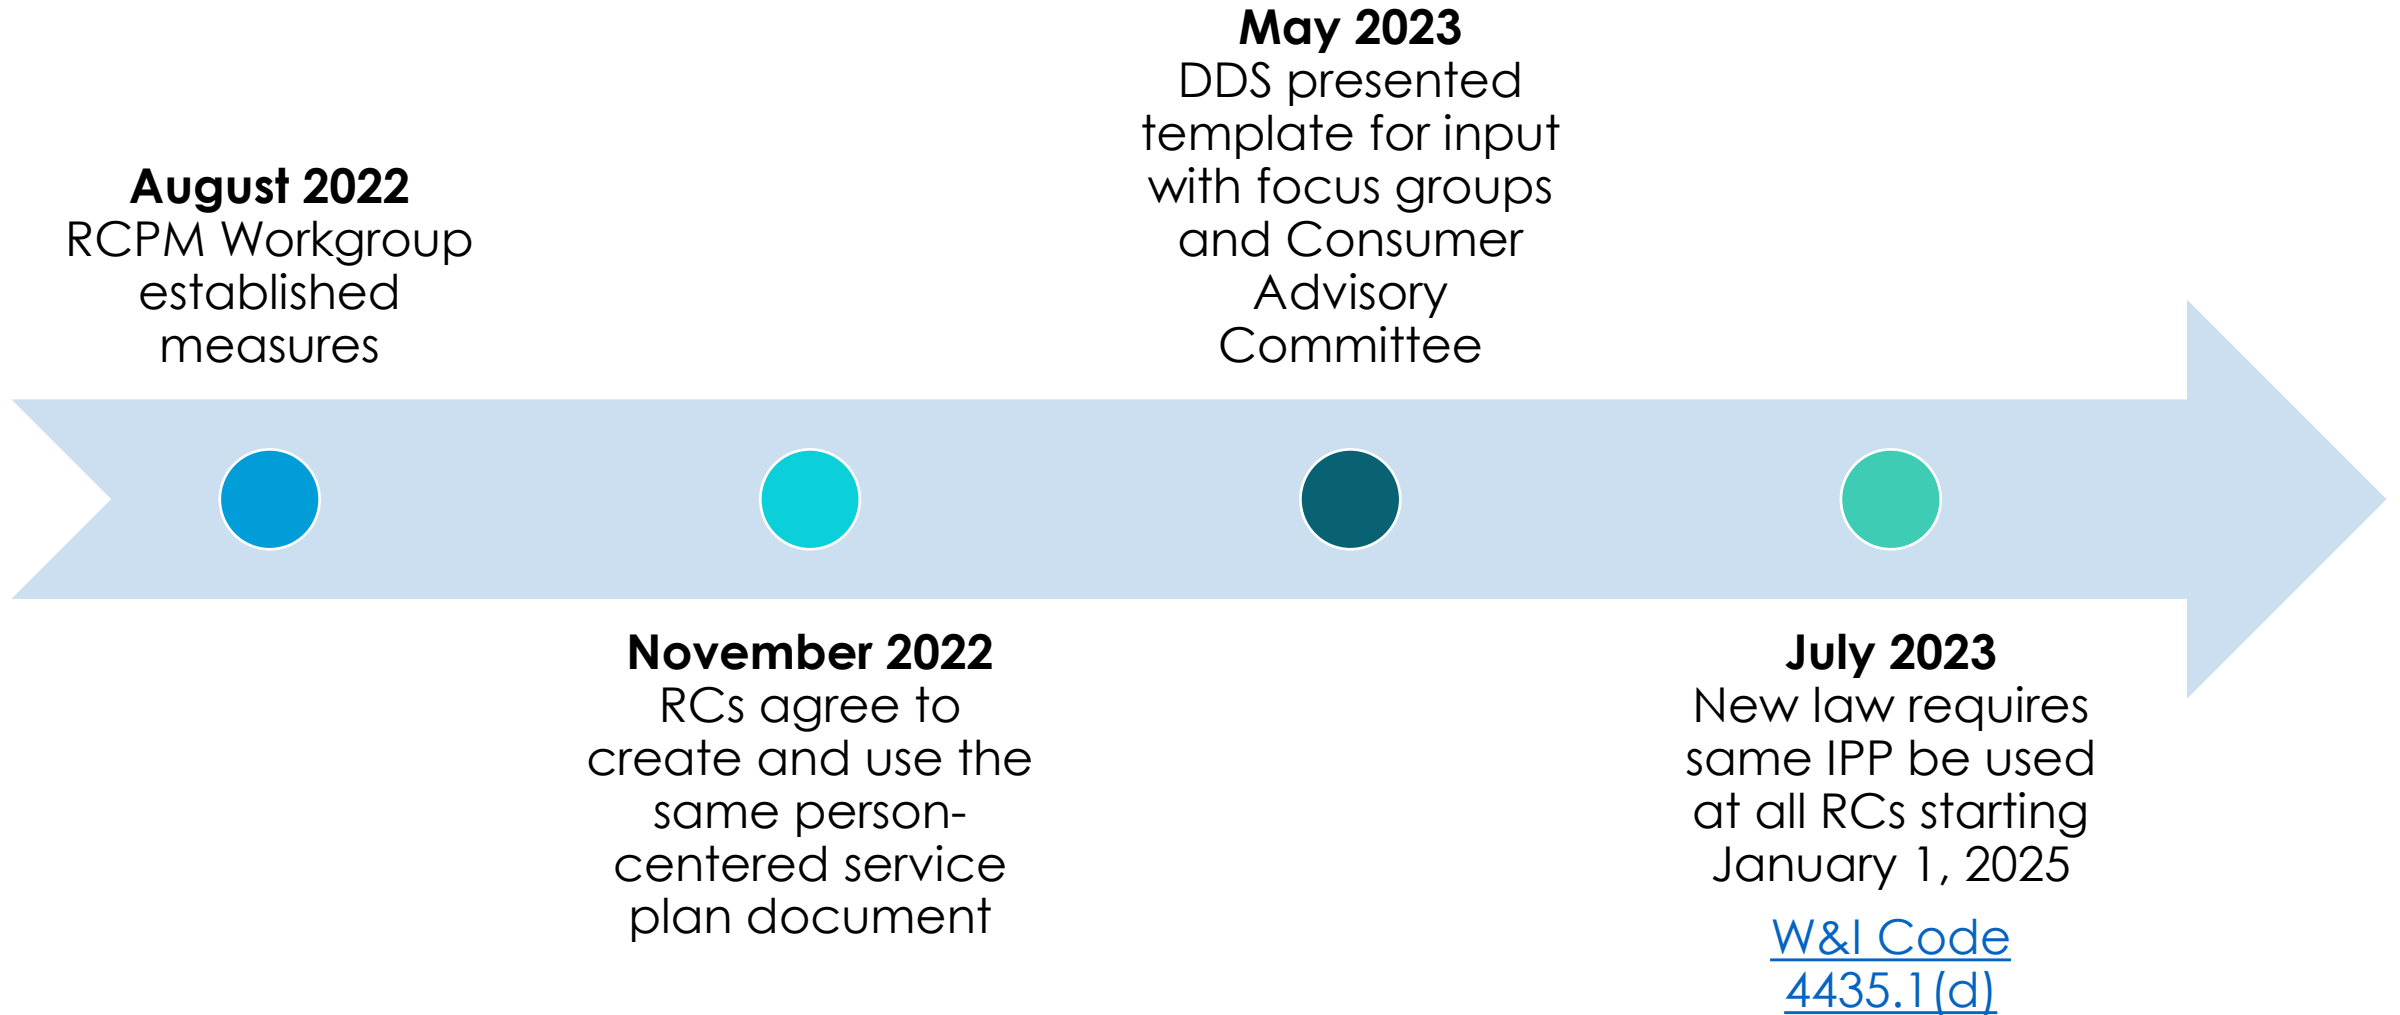 August 2022
RCPM Workgroup
established
measures
November 2022
RCs agree to
create and use the
same person-
centered service
plan document
May 2023
DDS presented
template for input
with focus groups
and Consumer
Advisory
Committee
July 2023
New law requires
same IPP be used
at all RCs starting
January 1, 2025
W&I Code
4435.1(d)